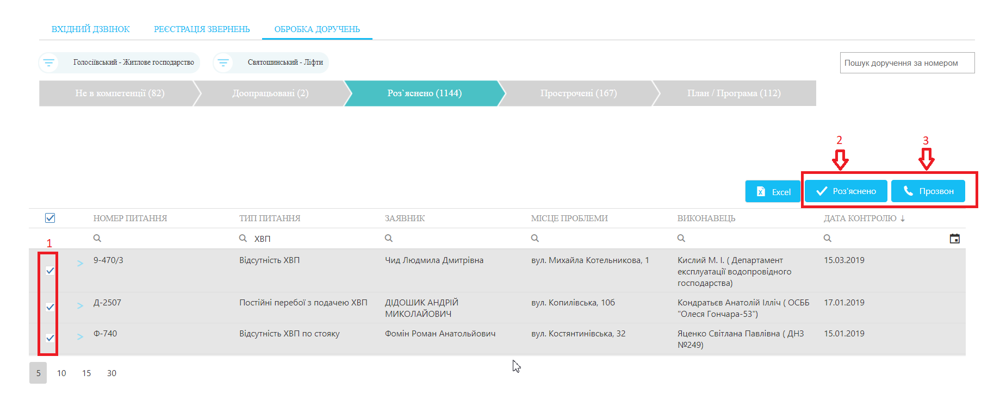 ВХІДНИЙ ДЗВІНОК РЕЄСТРАЦІЯ ЗВЕРНЕНЬ ОБРОБКА ДОРУЧЕНЬ
Голосіївський - Житлове господарство Святошинський - Ліфти
Пошук доручення за номером
Не в компетенції (82) Доопрацьовані (2) Роз`яснено (1144) Прострочені (167) План / Програма (112)
2 3
Excel Роз'яснено Прозвон
НОМЕР ПИТАННЯ ТИП ПИТАННЯ ЗАЯВНИК МІСЦЕ ПРОБЛЕМИ ВИКОНАВЕЦЬ ДАТА КОНТРОЛЮ ↓
1 ХВП
9-470/3 Відсутність ХВП Чид Людмила Дмитрівна вул. Михайла Котельникова, 1 Кислий М. І. ( Департамент 15.03.2019
експлуатації водопровідного
господарства)
Д-2507 Постійні перебої з подачею ХВП ДІДОШИК АНДРІЙ вул. Копилівська, 10б Кондратьєв Анатолій Ілліч ( ОСББ 17.01.2019
МИКОЛАЙОВИЧ "Олеся Гончара-53")
Ф-740 Відсутність ХВП по стояку Фомін Роман Анатольйович вул. Костянтинівська, 32 Яценко Світлана Павлівна ( ДНЗ 15.01.2019
№249)
5 10 15 30